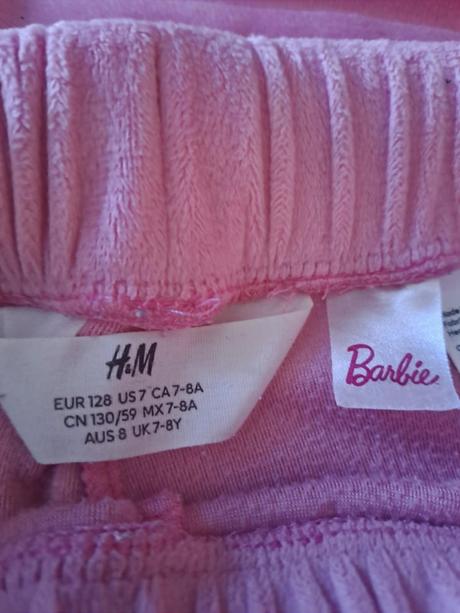 H&M
EUR 128 US 7 CA 7-8A
CN 130/59 MX 7-8A
AUS 8 UK 7-8Y
Barbie